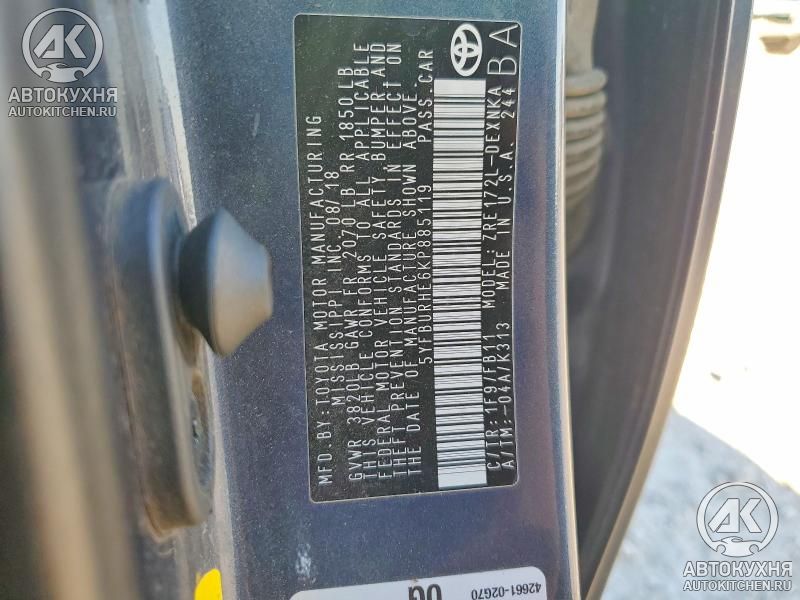 MFD.BY:TOYOTA MOTOR MANUFACTURING
MISSISSIPPI INC. 08/18
GVWR 3820LB GAWR FR 2070LB RR 1850LB
THIS VEHICLE CONFORMS TO ALL APPLICABLE
FEDERAL MOTOR VEHICLE SAFETY, BUMPER AND
THEFT PREVENTION STANDARDS IN EFFECT ON
THE DATE OF MANUFACTURE SHOWN ABOVE.
5YFBURHE6KP885119 PASS.CAR
C/TR:1F9/FB11 MODEL:ZRE172L-DEXNKA
A/TM:-04A/K313 MADE IN U.S.A. 244
BA
42661-02G70
AK
АВТОКУХНЯ
AUTOKITCHEN.RU
AK
АВТОКУХНЯ
AUTOKITCHEN.RU